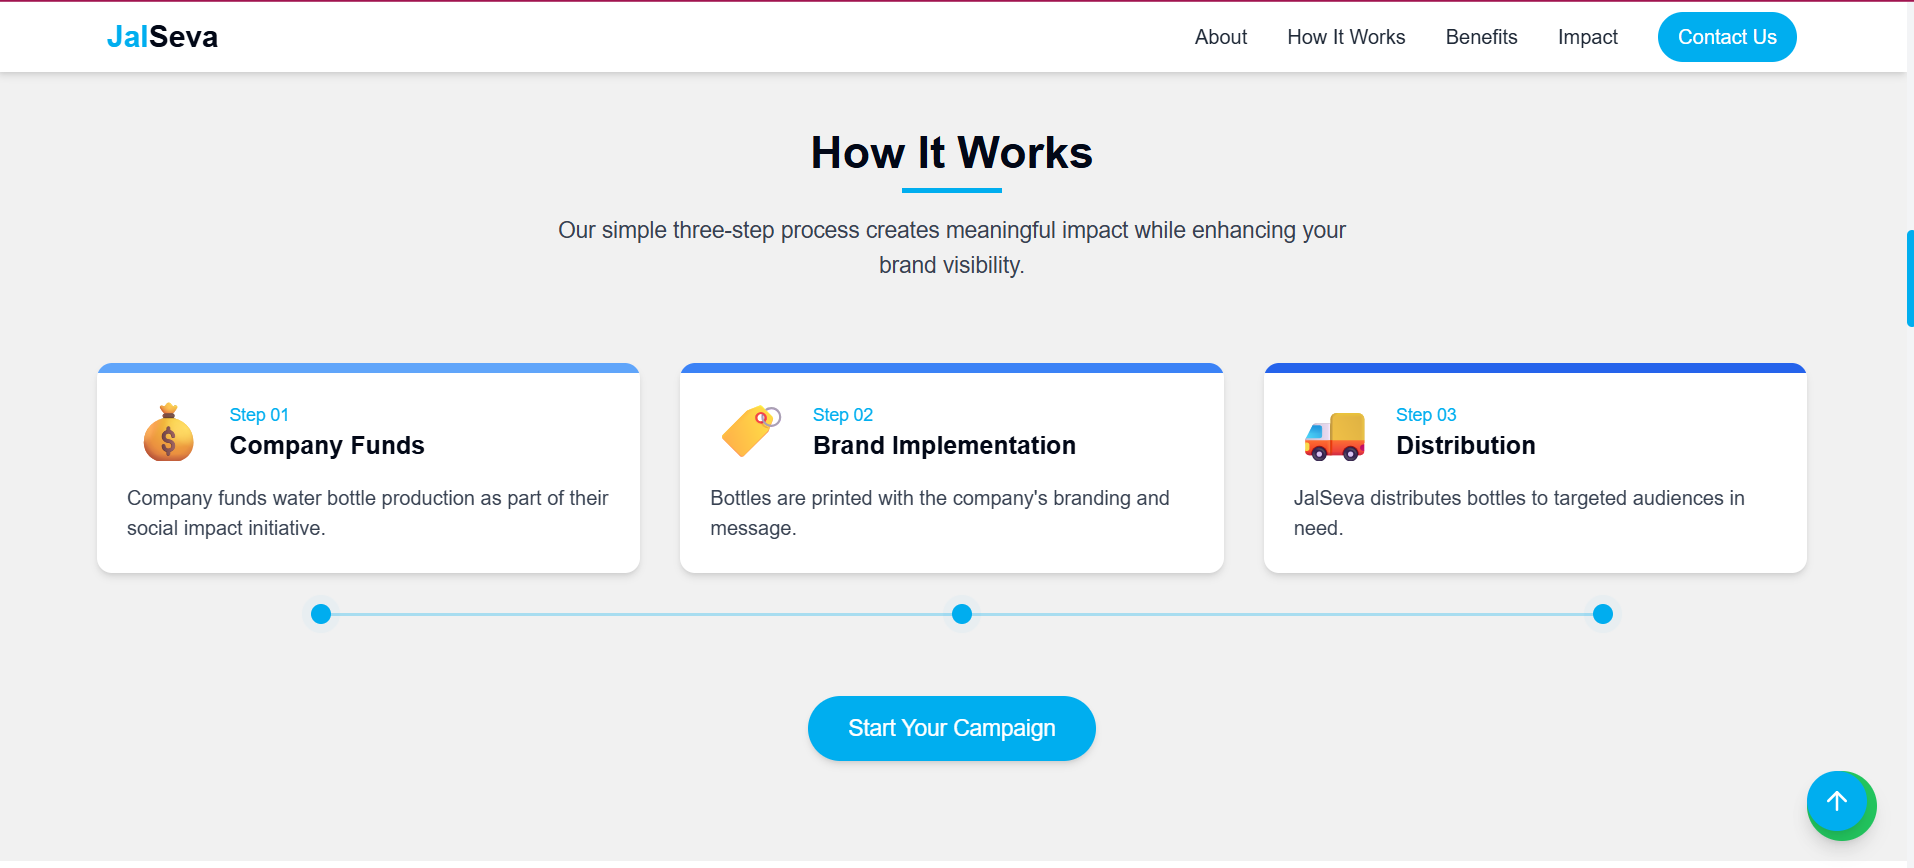 JalSeva
About How It Works Benefits Impact Contact Us
How It Works
Our simple three-step process creates meaningful impact while enhancing your
brand visibility.
$
Step 01
Company Funds
Company funds water bottle production as part of their
social impact initiative.
Step 02
Brand Implementation
Bottles are printed with the company's branding and
message.
Step 03
Distribution
JalSeva distributes bottles to targeted audiences in
need.
Start Your Campaign